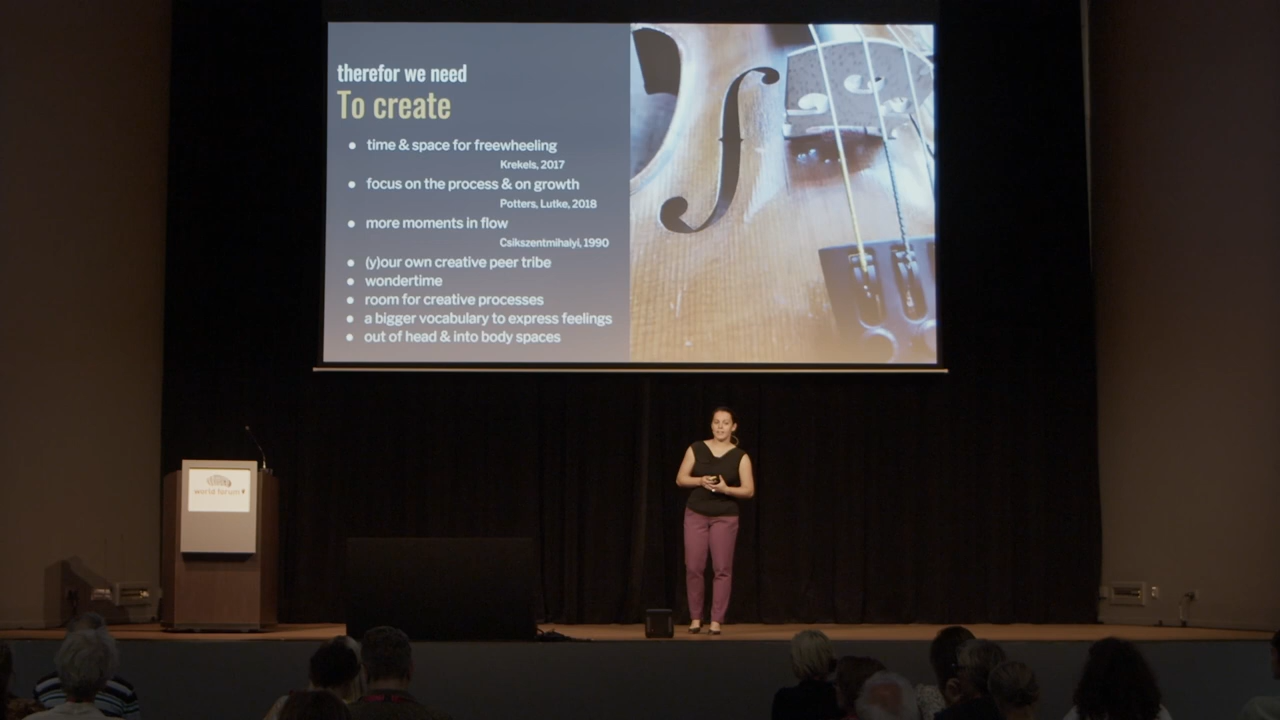 therefor we need
To create
● time & space for freewheeling
Krekels, 2017
● focus on the process & on growth
Potters, Lutke, 2018
● more moments in flow
Csikszentmihalyi, 1990
● (y)our own creative peer tribe
● wondertime
● room for creative processes
● a bigger vocabulary to express feelings
● out of head & into body spaces
world forum